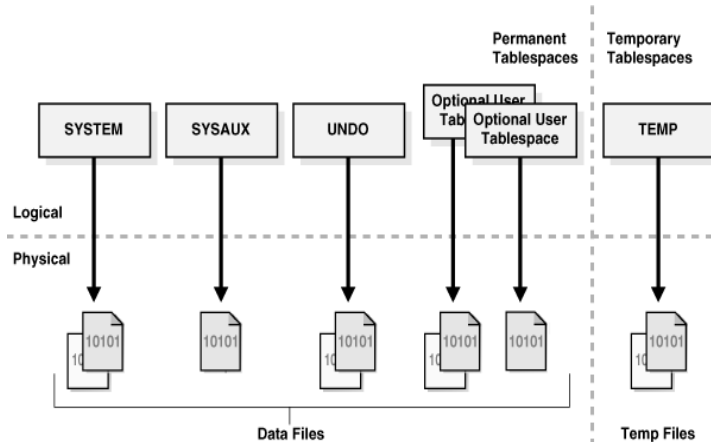 Permanent
Tablespaces
Temporary
Tablespaces
SYSTEM
SYSAUX
UNDO
Optional User
Optional User
Tablespace
TEMP
Logical
Physical
10101
10101
10101
10101
10101
10101
Data Files
Temp Files